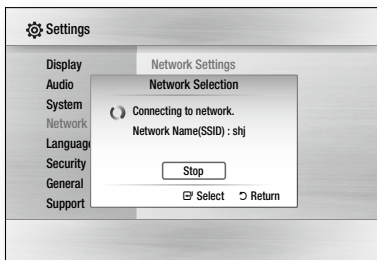 Settings
Display
Network Settings
Audio
System
Network
Language
Security
General
Support
Network Selection
Connecting to network.
Network Name(SSID) : shj
Stop
Select
Return